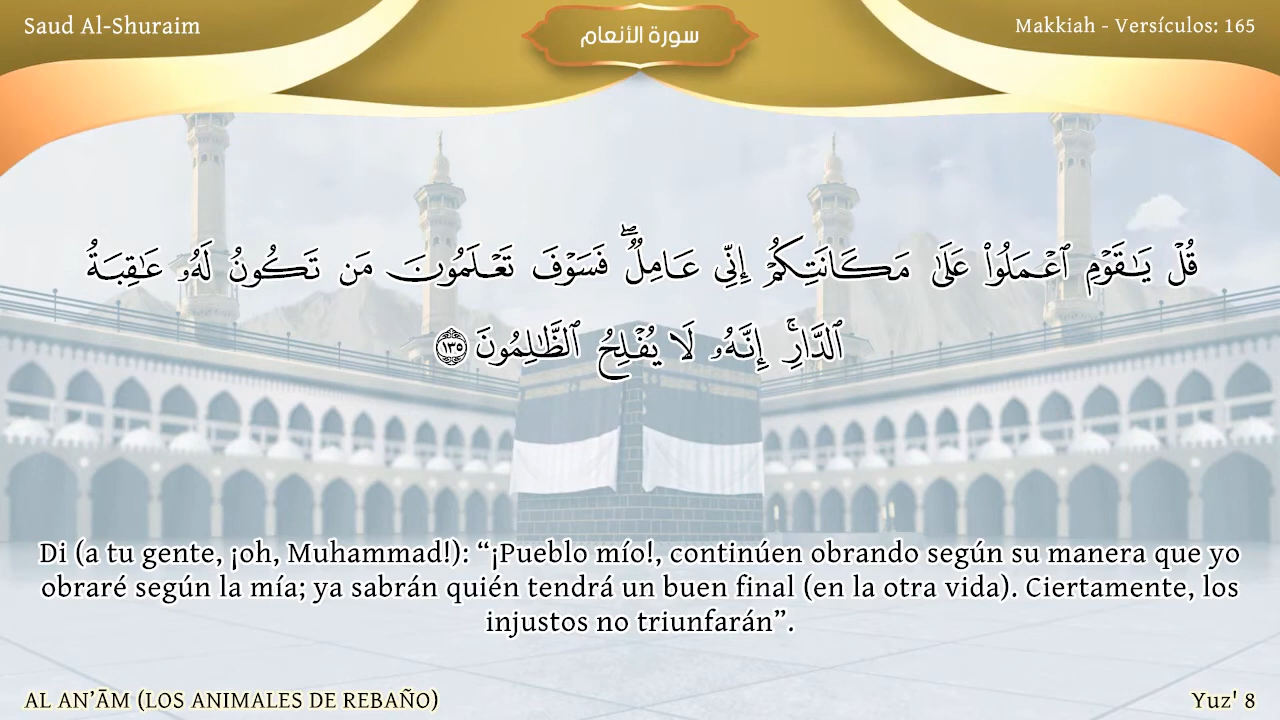 Saud Al-Shuraim
سورة الأنعام
Makkiah - Versículos: 165
قُلْ يَـٰقَوْمِ ٱعْمَلُوا۟ عَلَىٰ مَكَانَتِكُمْ إِنِّى عَامِلٌۭ ۖ فَسَوْفَ تَعْلَمُونَ مَن تَكُونُ لَهُۥ عَـٰقِبَةُ
ٱلدَّارِ ۗ إِنَّهُۥ لَا يُفْلِحُ ٱلظَّـٰلِمُونَ ١٣٥
Di (a tu gente, ¡oh, Muhammad!): “¡Pueblo mío!, continúen obrando según su manera que yo
obraré según la mía; ya sabrán quién tendrá un buen final (en la otra vida). Ciertamente, los
injustos no triunfarán”.
AL AN’ĀM (LOS ANIMALES DE REBAÑO)
Yuz' 8